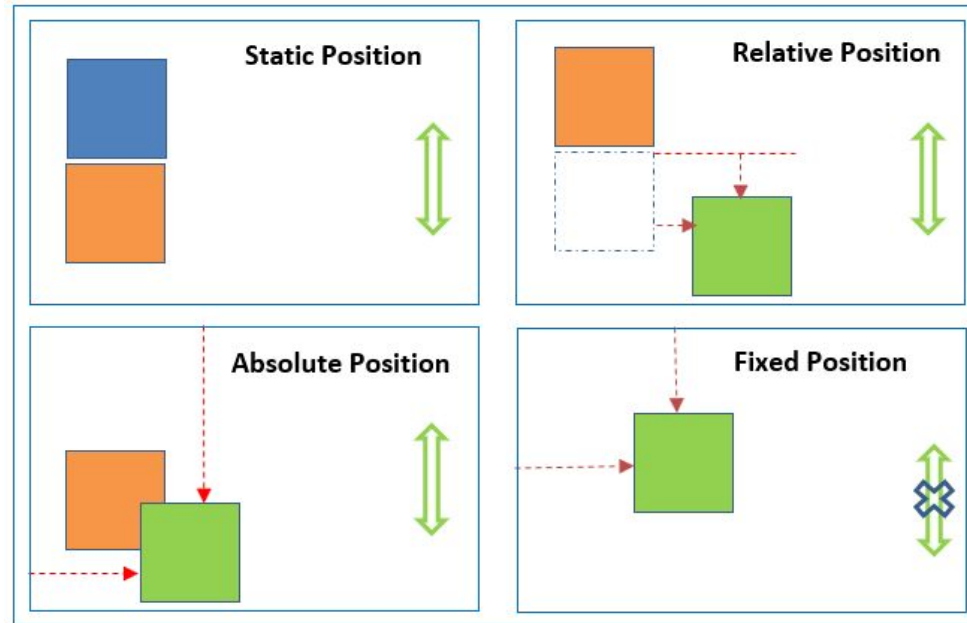 Static Position
Relative Position
Absolute Position
Fixed Position